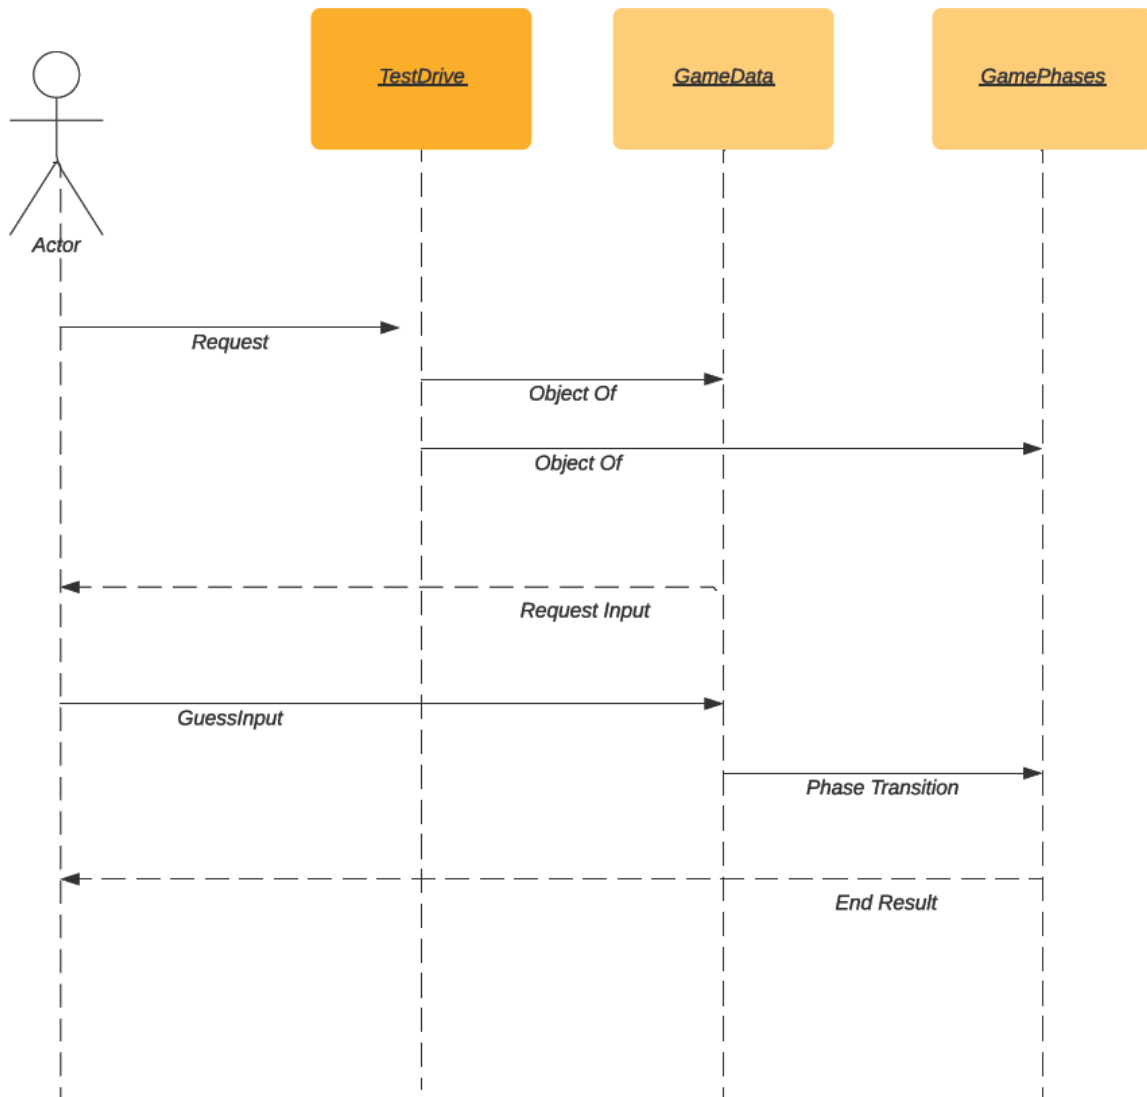 TestDrive
GameData
GamePhases
Actor
Request
Object Of
Object Of
Request Input
GuessInput
Phase Transition
End Result